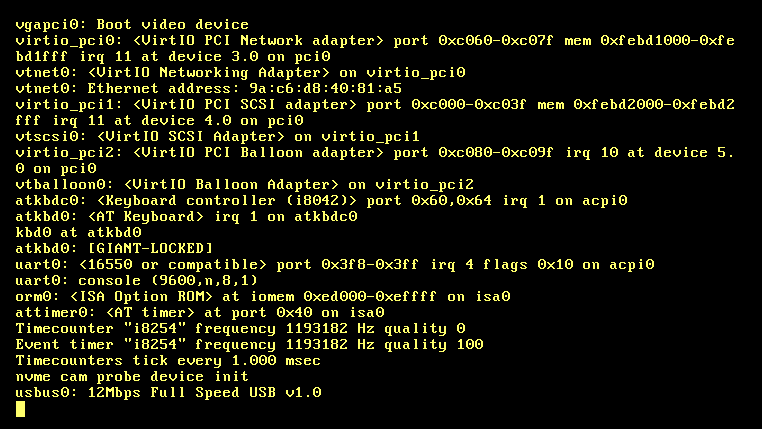 vgapci0: Boot video device
virtio_pci0: <VirtIO PCI Network adapter> port 0xc060-0xc07f mem 0xfebd1000-0xfe
bd1fff irq 11 at device 3.0 on pci0
vtnet0: <VirtIO Networking Adapter> on virtio_pci0
vtnet0: Ethernet address: 9a:c6:d8:40:81:a5
virtio_pci1: <VirtIO PCI SCSI adapter> port 0xc000-0xc03f mem 0xfebd2000-0xfebd2
fff irq 11 at device 4.0 on pci0
vtscsi0: <VirtIO SCSI Adapter> on virtio_pci1
virtio_pci2: <VirtIO PCI Balloon adapter> port 0xc080-0xc09f irq 10 at device 5.
0 on pci0
vtballoon0: <VirtIO Balloon Adapter> on virtio_pci2
atkbdc0: <Keyboard controller (i8042)> port 0x60,0x64 irq 1 on acpi0
atkbd0: <AT Keyboard> irq 1 on atkbdc0
kbd0 at atkbd0
atkbd0: [GIANT-LOCKED]
uart0: <16550 or compatible> port 0x3f8-0x3ff irq 4 flags 0x10 on acpi0
uart0: console (9600,n,8,1)
orm0: <ISA Option ROM> at iomem 0xed000-0xeffff on isa0
attimer0: <AT timer> at port 0x40 on isa0
Timecounter "i8254" frequency 1193182 Hz quality 0
Event timer "i8254" frequency 1193182 Hz quality 100
Timecounters tick every 1.000 msec
nvme cam probe device init
usbus0: 12Mbps Full Speed USB v1.0